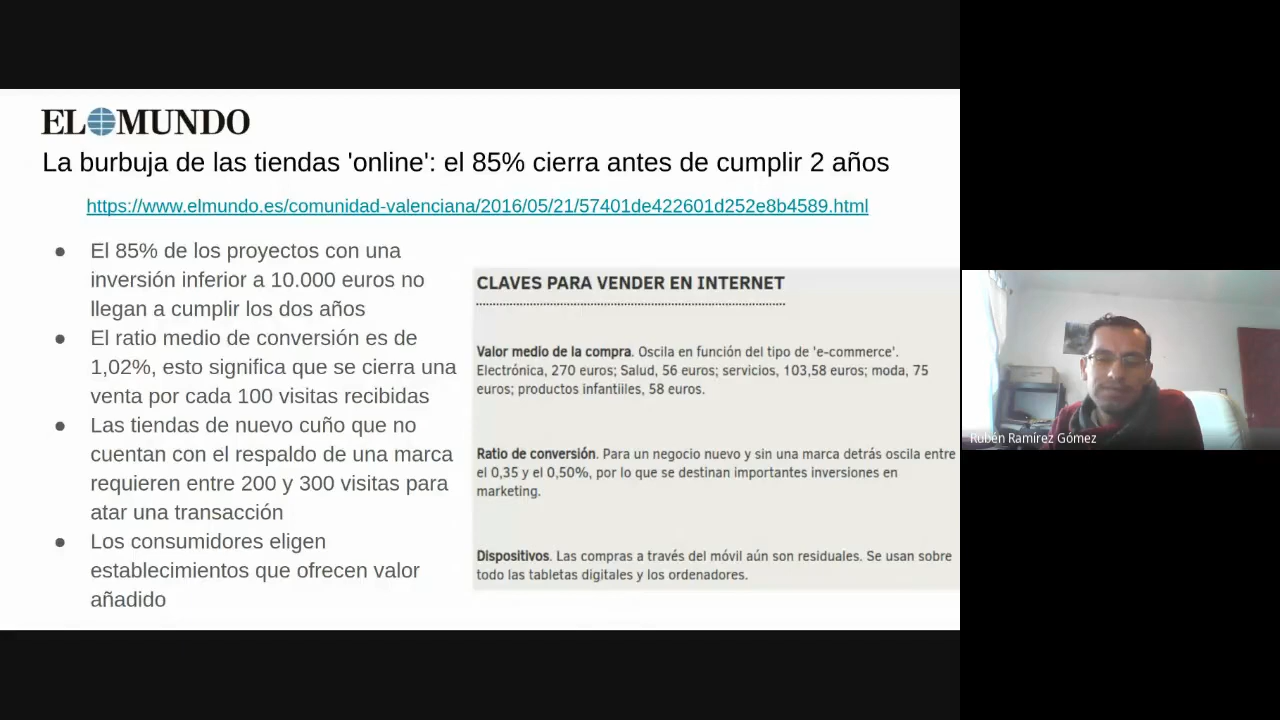 EL MUNDO
La burbuja de las tiendas 'online': el 85% cierra antes de cumplir 2 años
https://www.elmundo.es/comunidad-valenciana/2016/05/21/57401de422601d252e8b4589.html
● El 85% de los proyectos con una
inversión inferior a 10.000 euros no
llegan a cumplir los dos años
● El ratio medio de conversión es de
1,02%, esto significa que se cierra una
venta por cada 100 visitas recibidas
● Las tiendas de nuevo cuño que no
cuentan con el respaldo de una marca
requieren entre 200 y 300 visitas para
atar una transacción
● Los consumidores eligen
establecimientos que ofrecen valor
añadido
CLAVES PARA VENDER EN INTERNET
Valor medio de la compra. Oscila en función del tipo de 'e-commerce'.
Electrónica, 270 euros; Salud, 56 euros; servicios, 103,58 euros; moda, 75
euros; productos infantiiles, 58 euros.
Ratio de conversión. Para un negocio nuevo y sin una marca detrás oscila entre
el 0,35 y el 0,50%, por lo que se destinan importantes inversiones en
marketing.
Dispositivos. Las compras a través del móvil aún son residuales. Se usan sobre
todo las tabletas digitales y los ordenadores.
Rubén Ramírez Gómez